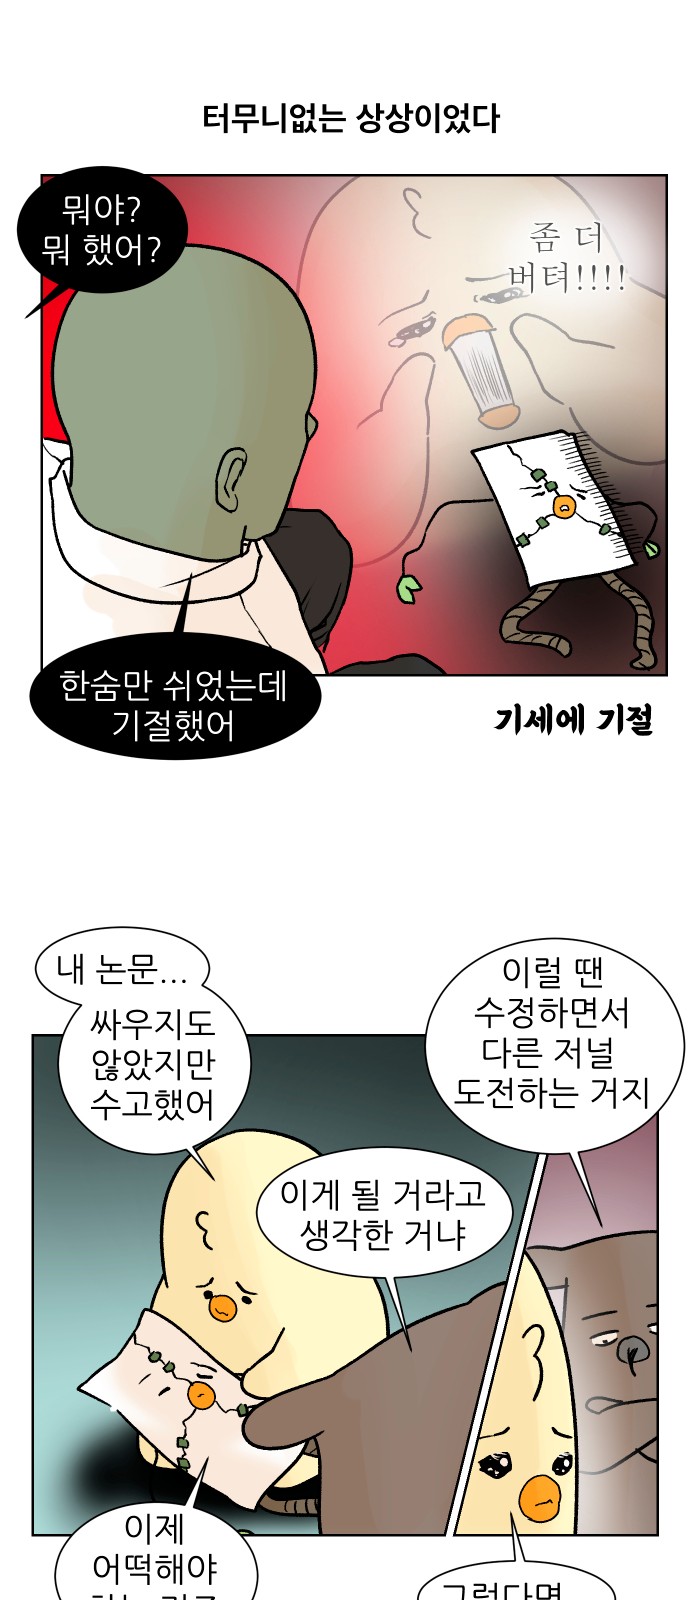 터무니없는 상상이었다
뭐야?
뭐 했어?
좀 더
버텨!!!!
한숨만 쉬었는데
기절했어
기세에 기절
내 논문...
싸우지도
않았지만
수고했어
이럴 땐
수정하면서
다른 저널
도전하는 거지
이게 될 거라고
생각한 거냐
이제
어떡해야
그렇다면